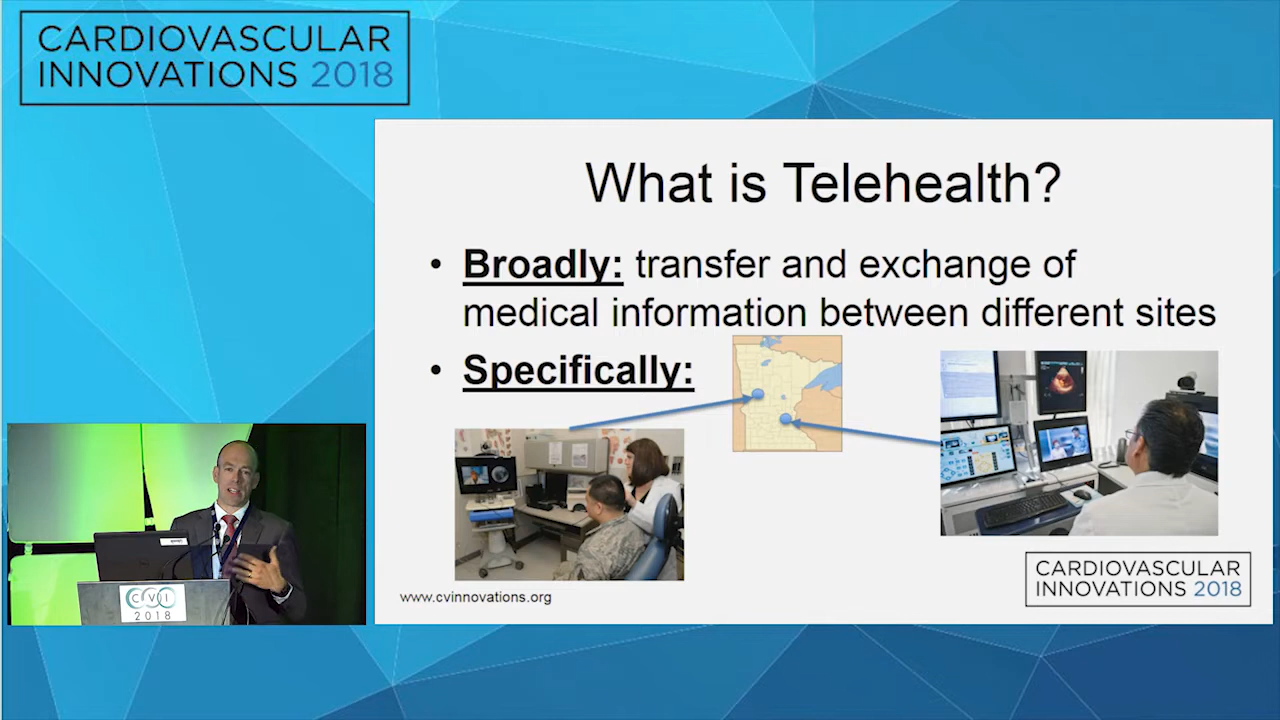 CARDIOVASCULAR
INNOVATIONS 2018
What is Telehealth?
• Broadly: transfer and exchange of
medical information between different sites
• Specifically:
www.cvinnovations.org
CARDIOVASCULAR
INNOVATIONS 2018
CVI
2018